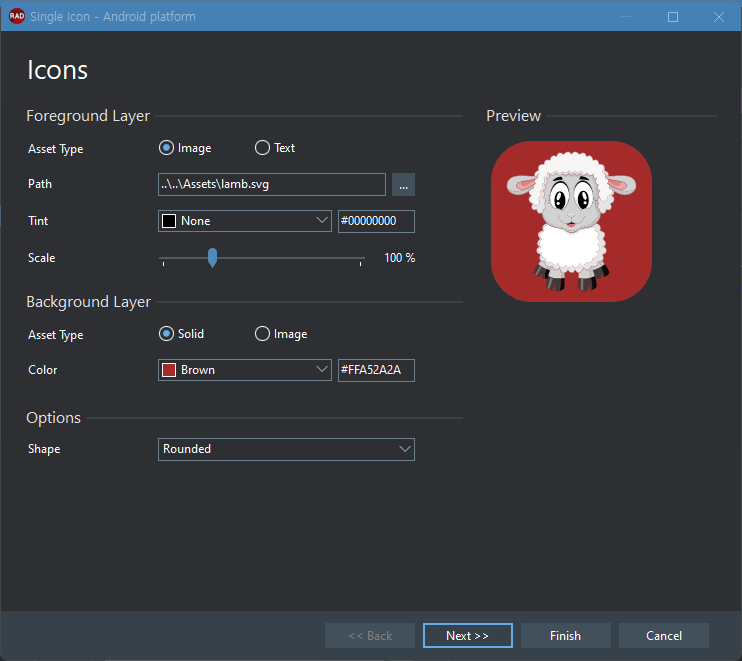 RAD Single Icon - Android platform
Icons
Foreground Layer
Preview
Asset Type Image Text
Path ..\..\Assets\lamb.svg ...
Tint None #00000000
Scale 100 %
Background Layer
Asset Type Solid Image
Color Brown #FFA52A2A
Options
Shape Rounded
<< Back Next >> Finish Cancel